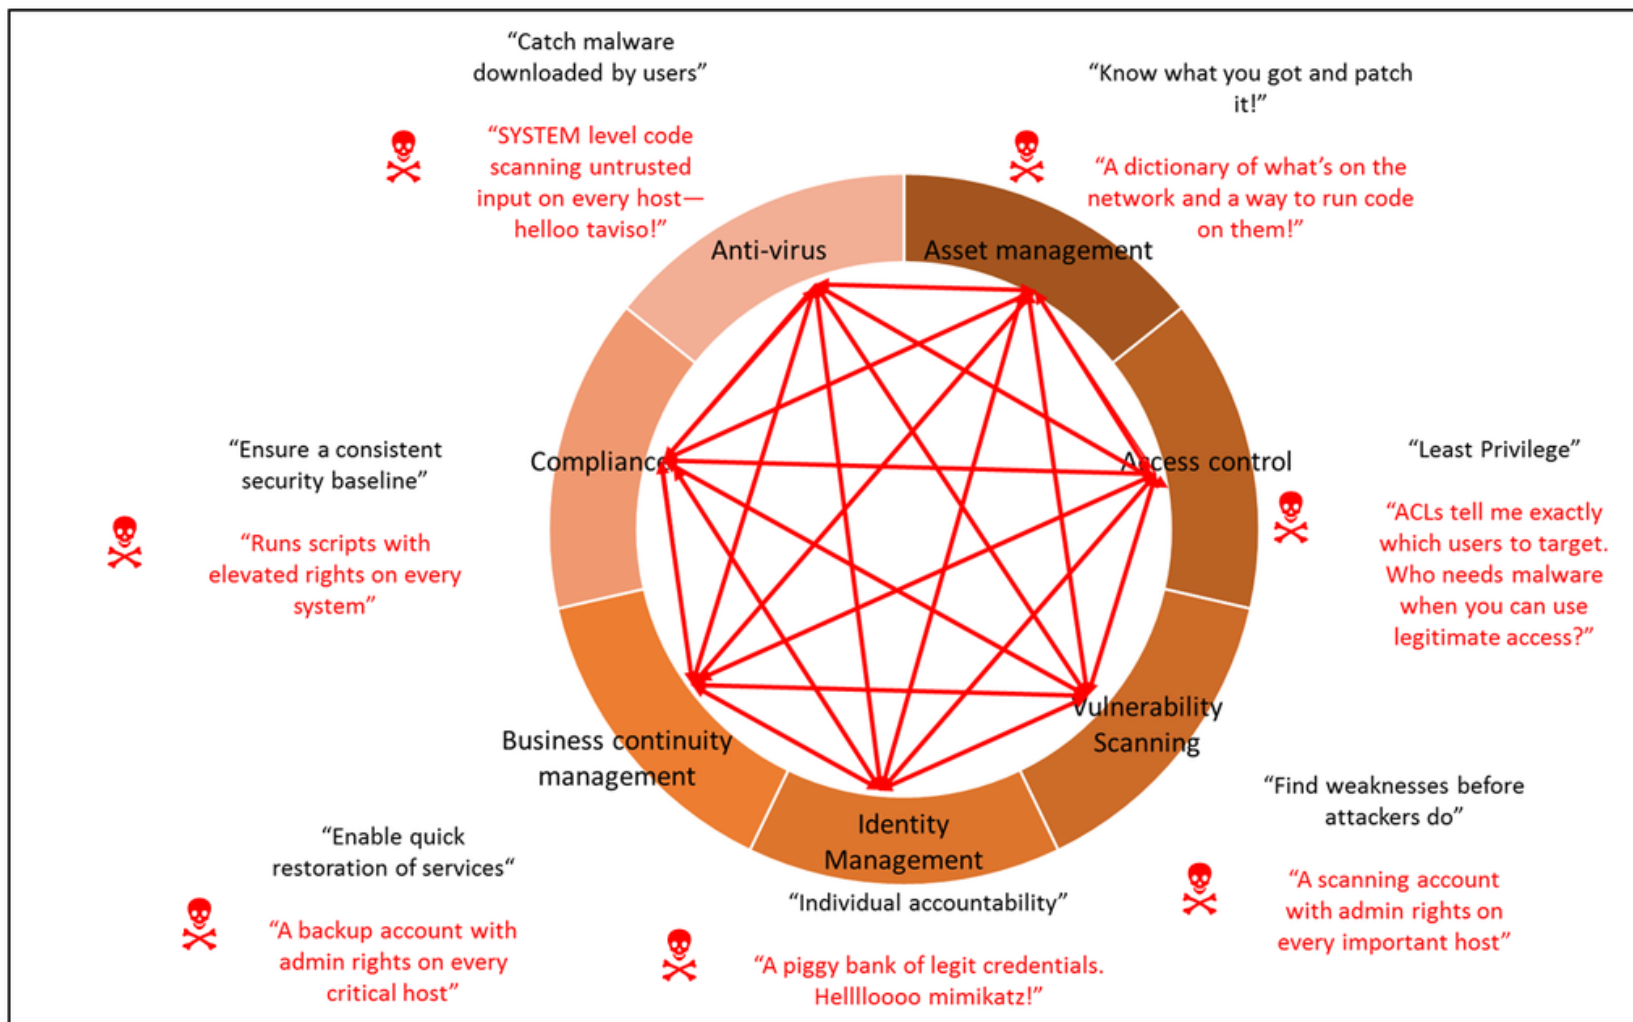 “Catch malware
downloaded by users”
“SYSTEM level code
scanning untrusted
input on every host—
helloo taviso!”
Anti-virus
“Know what you got and patch
it!”
“A dictionary of what’s on the
network and a way to run code
on them!”
Asset management
“Ensure a consistent
security baseline”
“Runs scripts with
elevated rights on every
system”
Compliance
Access control
“Least Privilege”
“ACLs tell me exactly
which users to target.
Who needs malware
when you can use
legitimate access?”
Business continuity
management
“Enable quick
restoration of services“
“A backup account with
admin rights on every
critical host”
Identity
Management
“Individual accountability”
“A piggy bank of legit credentials.
Helllloooo mimikatz!”
Vulnerability
Scanning
“Find weaknesses before
attackers do”
“A scanning account
with admin rights on
every important host”